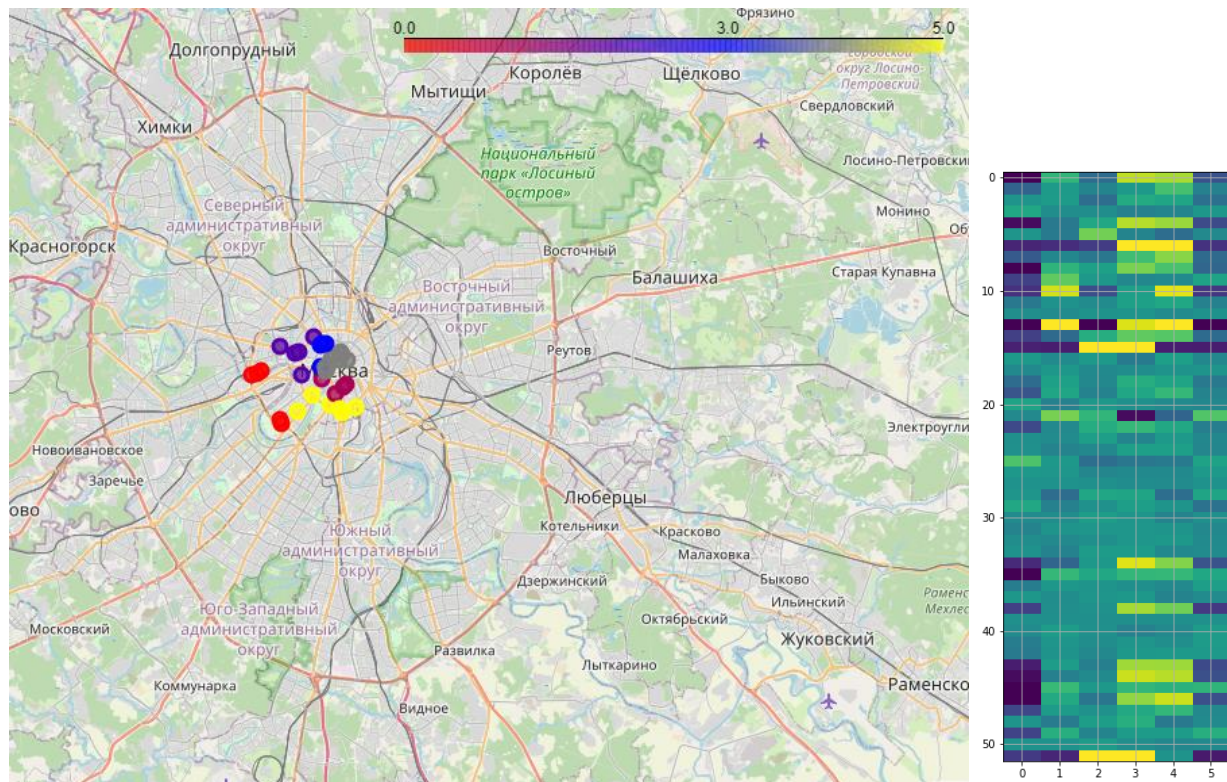 Фрязино
0.0 3.0 5.0
Долгопрудный
городской
округ Лосино-
Петровский
Королёв
Щёлково
Мытищи
Свердловский
Химки
Национальный
парк «Лосиный
остров»
Лосино-Петровски
Северный
административный
округ
Монино
Красногорск
Восточный
Балашиха
Старая Купавна
Восточный
административный
округ
Реутов
сква
Электроугли
Новоивановское
Заречье
ово
Люберцы
Котельники
Красково
Южный
административный
округ
Малаховка
Дзержинский
Быково
Ильинский
Юго-Западный
административный
округ
Октябрьский
Московский
Жуковский
Развилка
Лыткарино
Коммунарка
Раменско
Видное
0
10
20
30
40
50
0 1 2 3 4 5